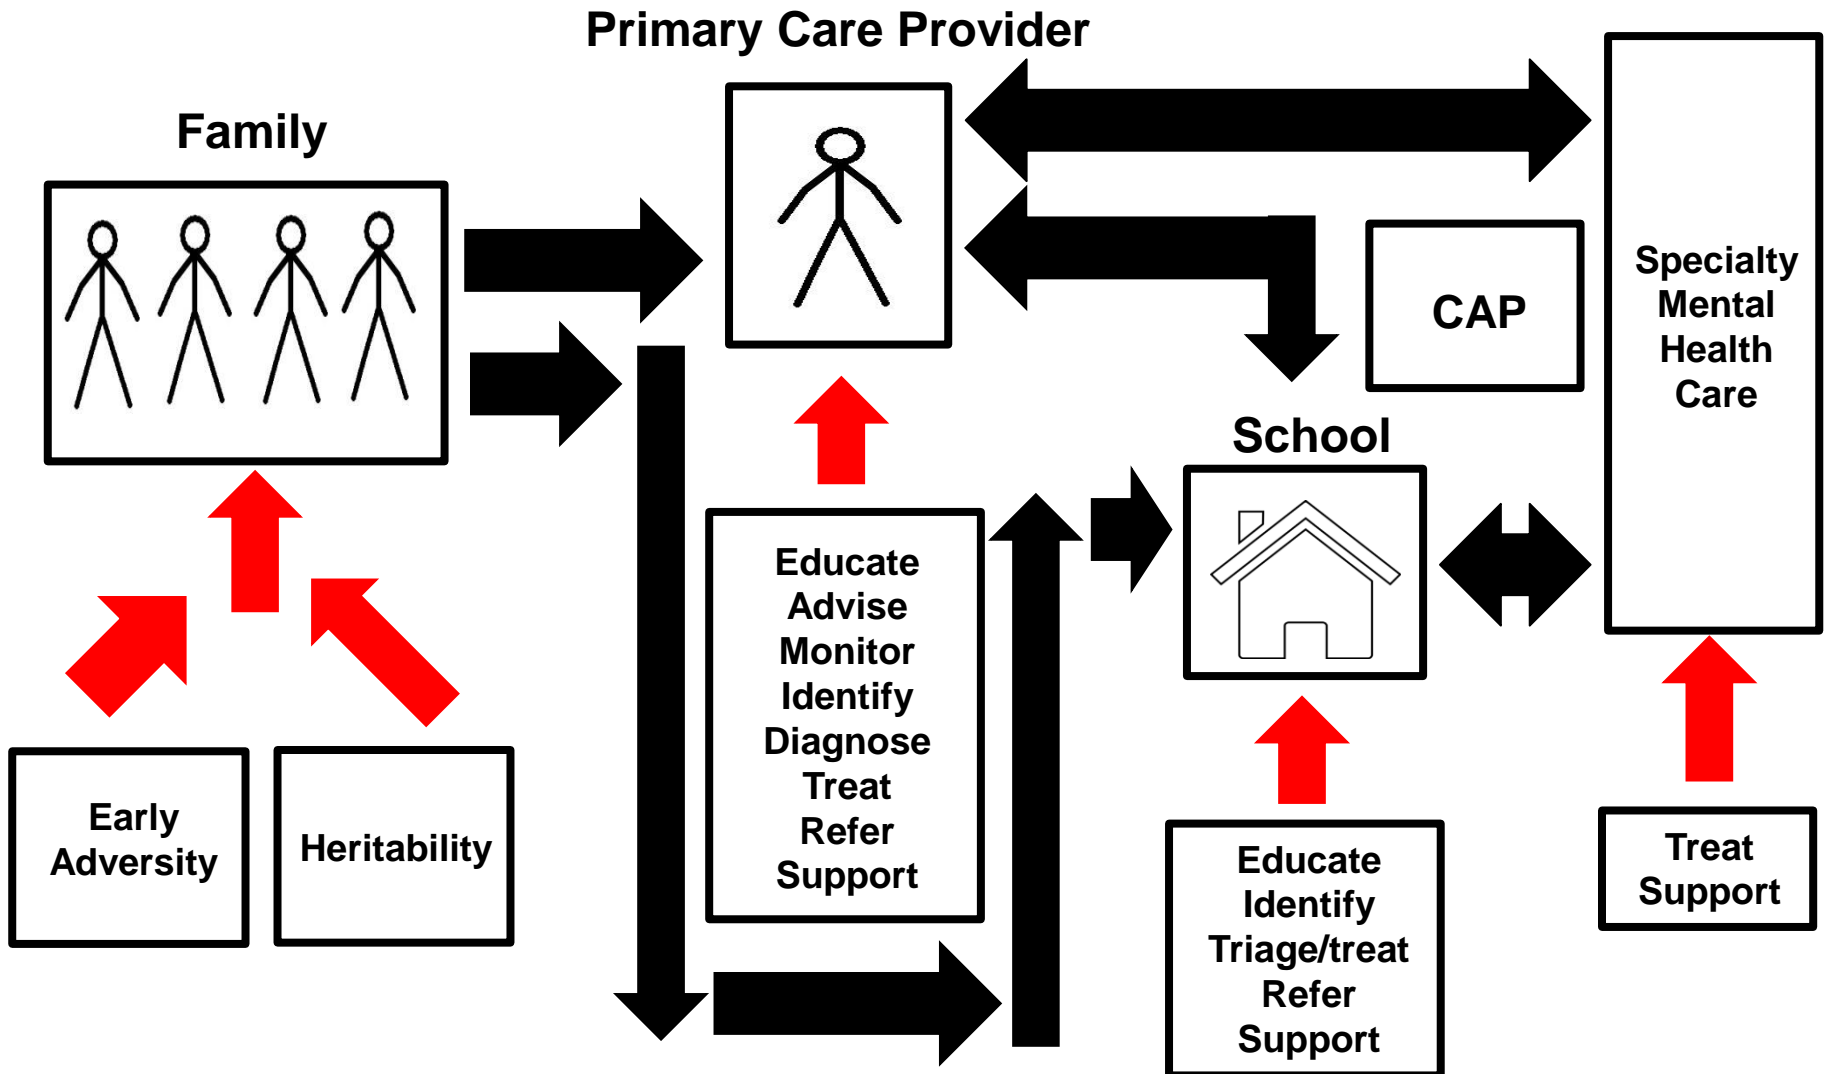 Primary Care Provider
Family
Specialty
Mental
Health
Care
CAP
School
Educate
Advise
Monitor
Identify
Diagnose
Treat
Refer
Support
Early
Adversity
Heritability
Educate
Identify
Triage/treat
Refer
Support
Treat
Support